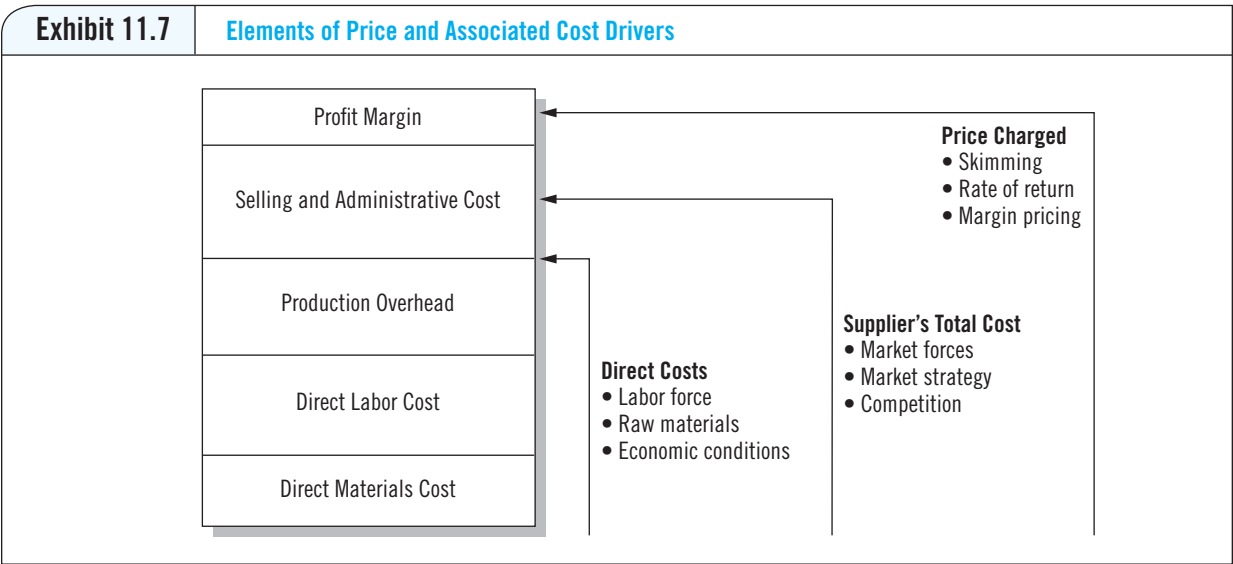 Exhibit 11.7
Elements of Price and Associated Cost Drivers
Profit Margin
Selling and Administrative Cost
Production Overhead
Direct Labor Cost
Direct Materials Cost
Direct Costs
• Labor force
• Raw materials
• Economic conditions
Supplier’s Total Cost
• Market forces
• Market strategy
• Competition
Price Charged
• Skimming
• Rate of return
• Margin pricing